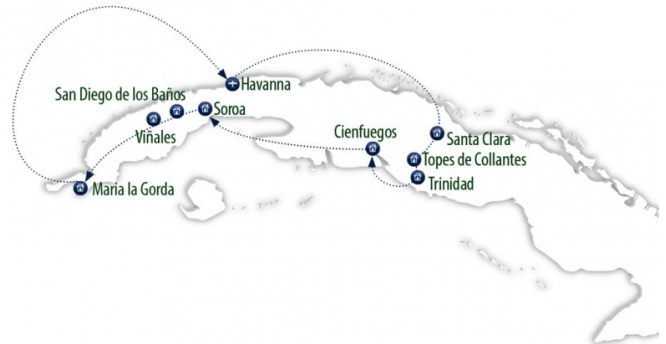 Havanna
San Diego de los Baños
Soroa
Viñales
Cienfuegos
Santa Clara
Topes de Collantes
Trinidad
Maria la Gorda